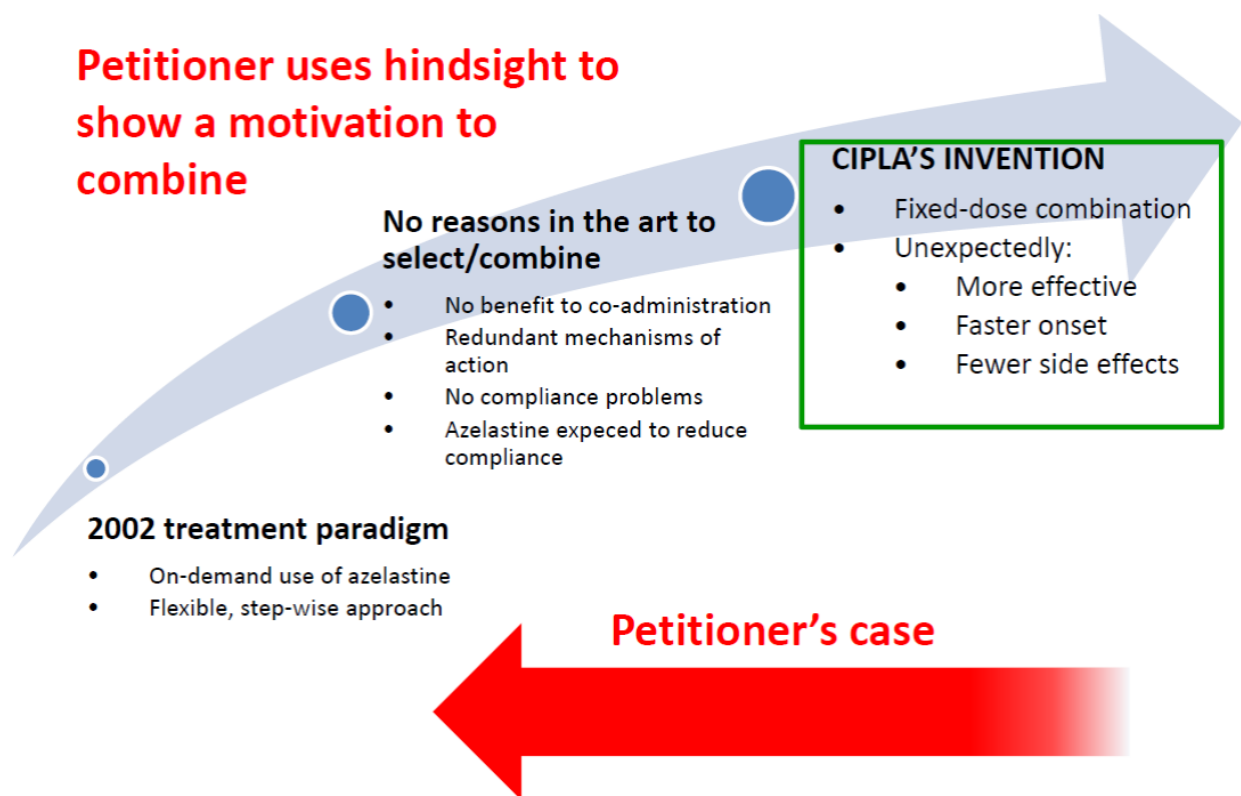 Petitioner uses hindsight to
show a motivation to
combine
CIPLA'S INVENTION
• Fixed-dose combination
• Unexpectedly:
• More effective
• Faster onset
• Fewer side effects
No reasons in the art to
select/combine
• No benefit to co-administration
• Redundant mechanisms of
action
• No compliance problems
• Azelastine expeced to reduce
compliance
2002 treatment paradigm
• On-demand use of azelastine
• Flexible, step-wise approach
Petitioner's case